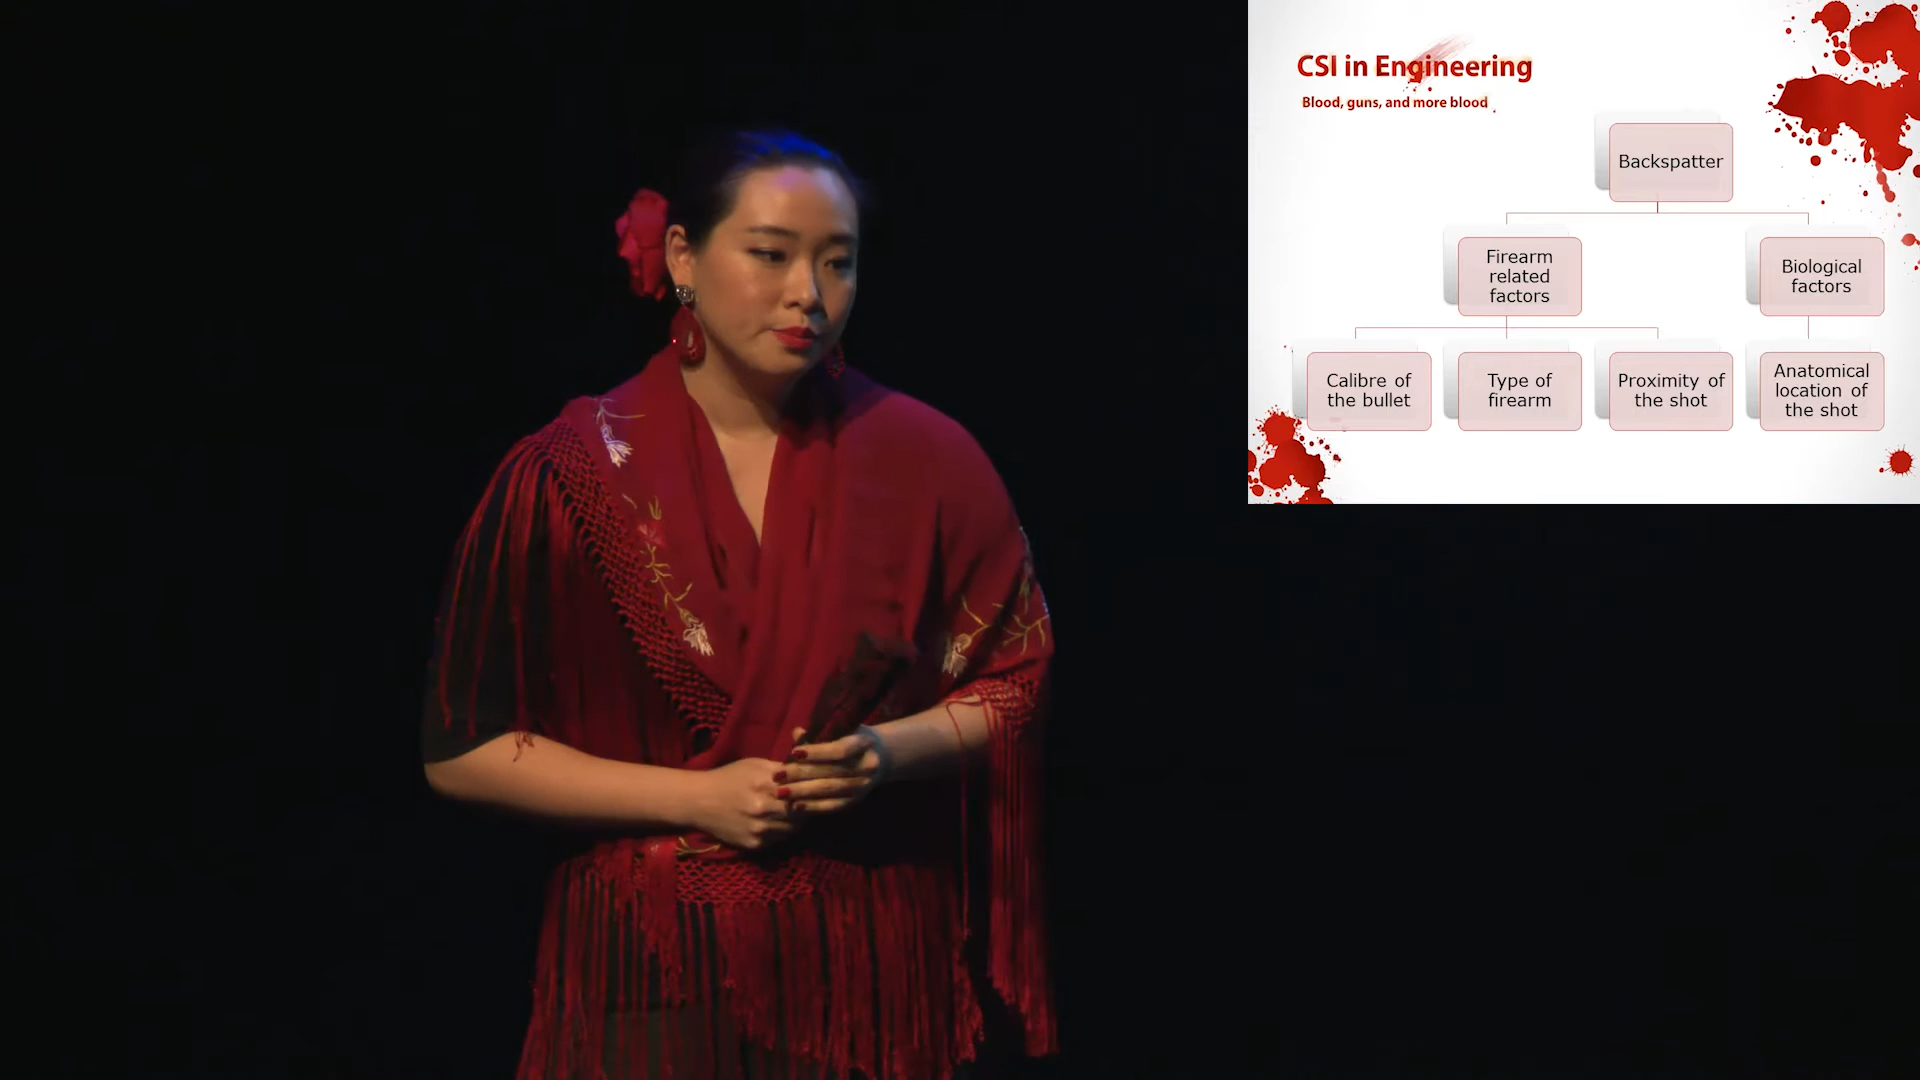 CSI in Engineering
Blood, guns, and more blood
Backspatter
Firearm
related
factors
Biological
factors
Calibre of
the bullet
Type of
firearm
Proximity of
the shot
Anatomical
location of
the shot